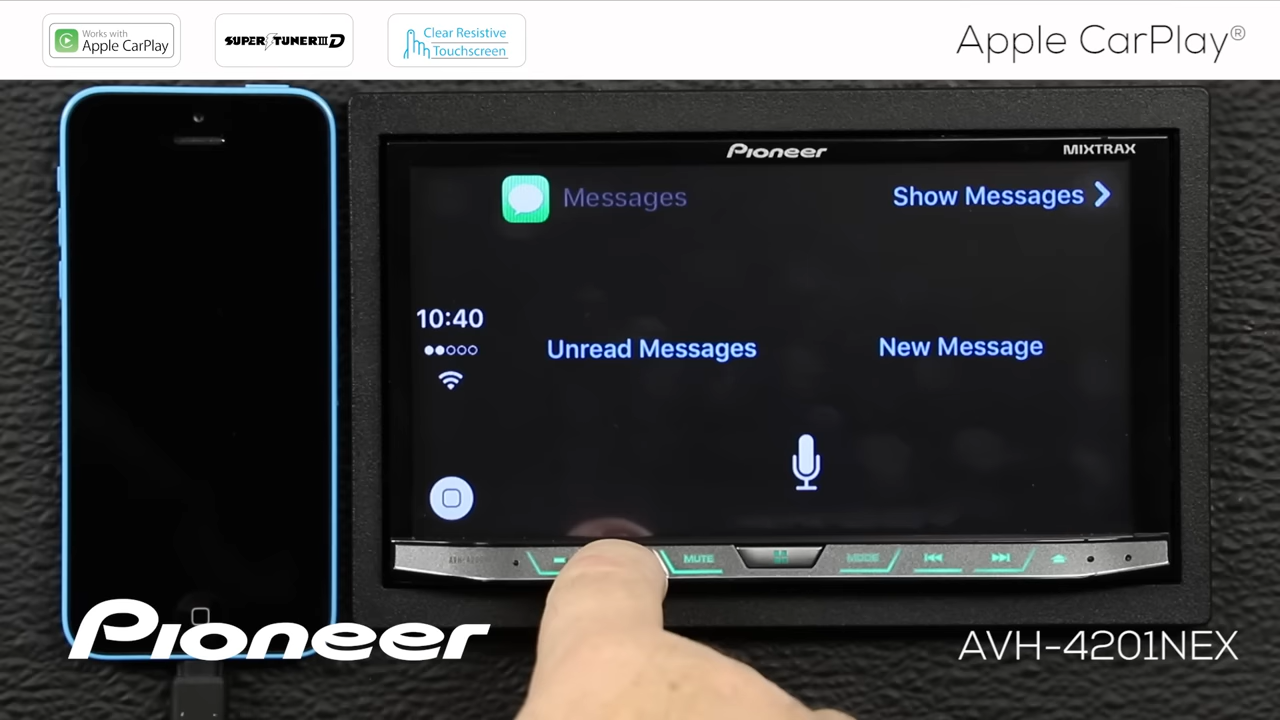 Works with
Apple CarPlay
SUPER TUNER III D
Clear Resistive
Touchscreen
Apple CarPlay®
Pioneer
MIXTRAX
Messages
Show Messages
10:40
Unread Messages
New Message
MUTE
MODE
Pioneer
AVH-4201NEX